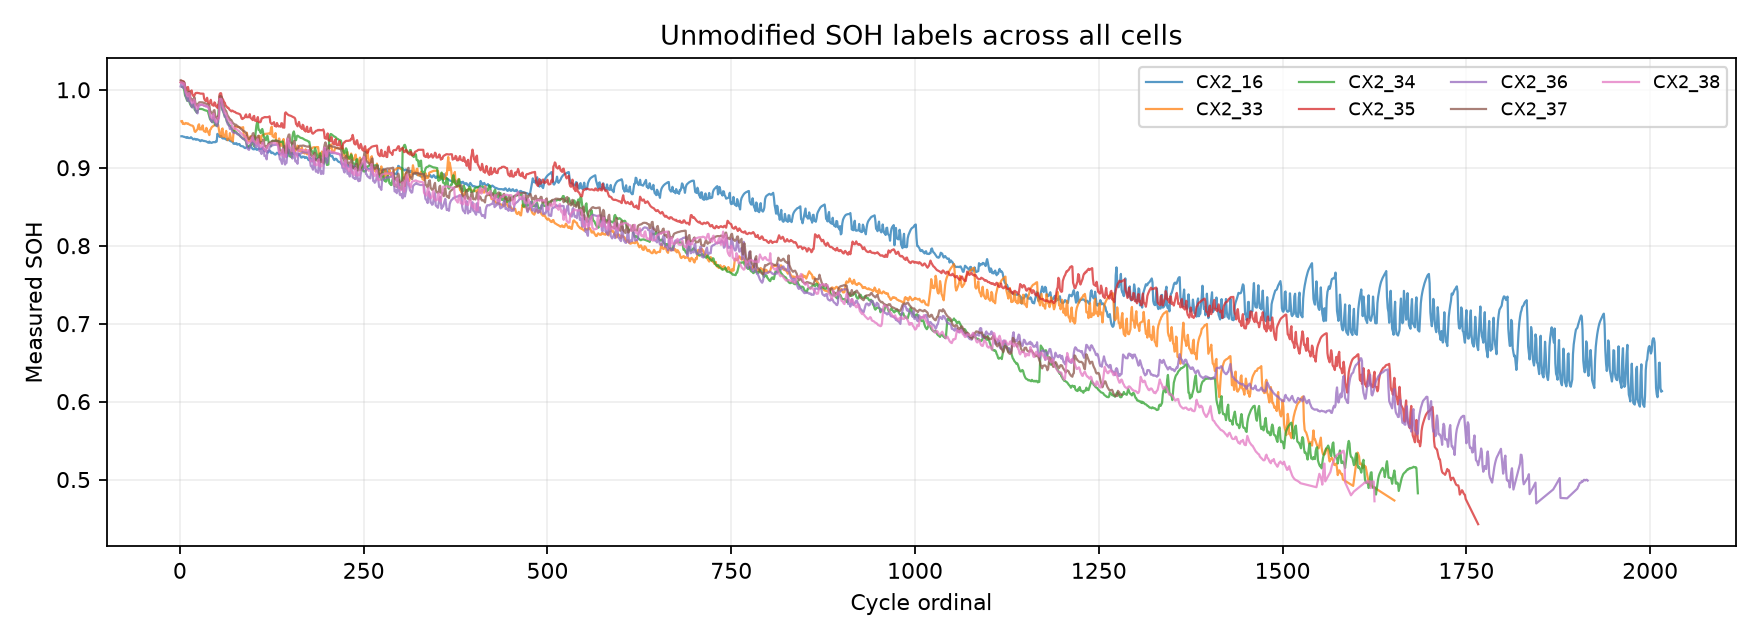 Unmodified SOH labels across all cells
CX2_16 CX2_34 CX2_36 CX2_38
CX2_33 CX2_35 CX2_37
Measured SOH
1.0
0.9
0.8
0.7
0.6
0.5
0 250 500 750 1000 1250 1500 1750 2000
Cycle ordinal